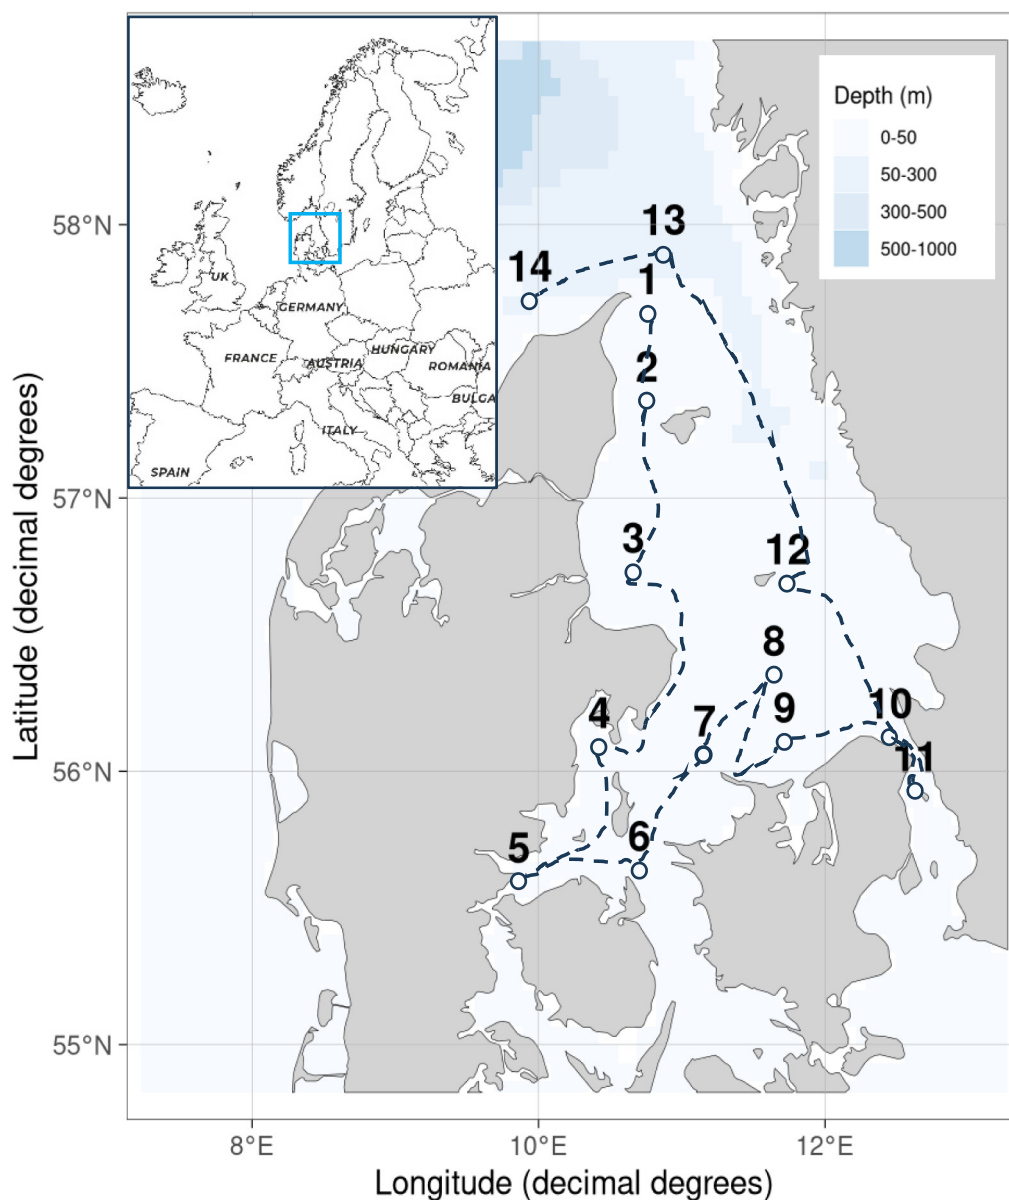 UK
GERMANY
FRANCE
AUSTRIA
HUNGARY
ROMANIA
BULGA
ITALY
SPAIN
Depth (m)
0-50
50-300
300-500
500-1000
13
14
1
2
3
12
8
4
7
9
10
11
5
6
58°N
57°N
56°N
55°N
8°E
10°E
12°E
Latitude (decimal degrees)
Longitude (decimal degrees)